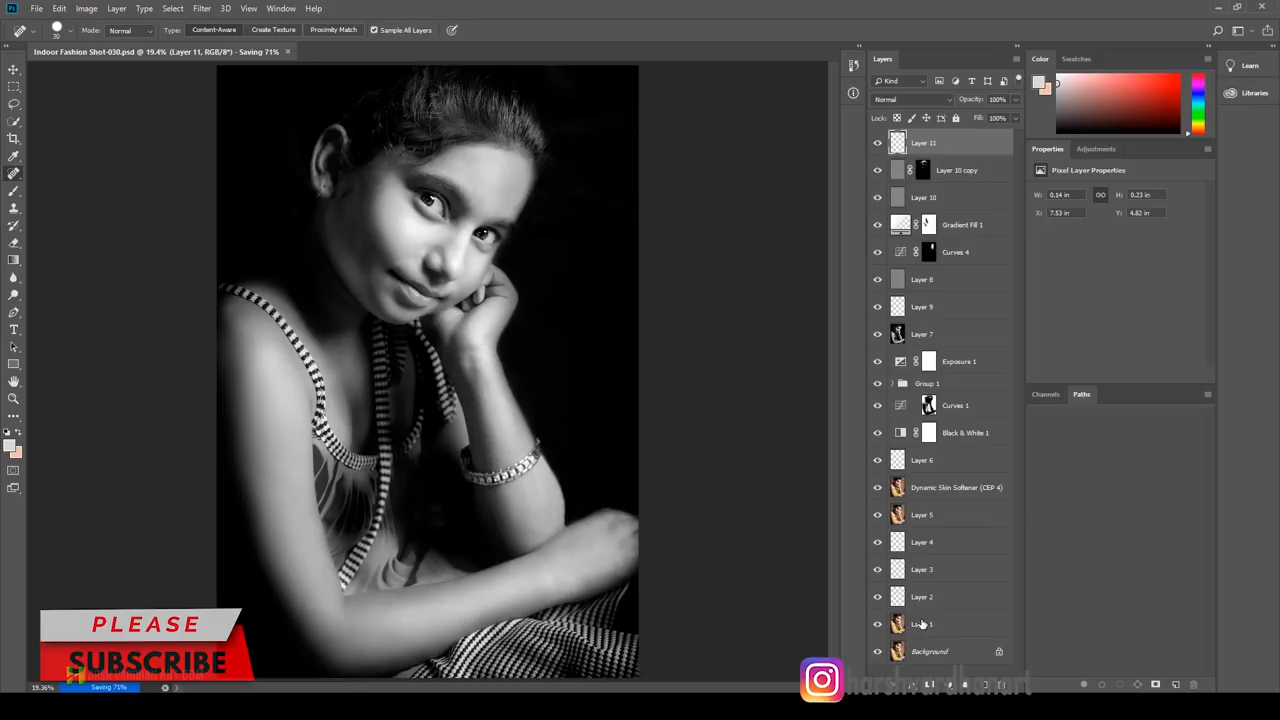 File Edit Image Layer Type Select Filter 3D View Window Help
30 Mode: Normal Type: Content-Aware Create Texture Proximity Match Sample All Layers
Indoor Fashion Shot-030.psd @ 19.4% (Layer 11, RGB/8*) - Saving 71%
Layers
Kind
Normal Opacity: 100%
Lock: Fill: 100%
Layer 11
Layer 10 copy
Layer 10
Gradient Fill 1
Curves 4
Layer 8
Layer 9
Layer 7
Exposure 1
Group 1
Curves 1
Black & White 1
Layer 6
Dynamic Skin Softener (CEP 4)
Layer 5
Layer 4
Layer 3
Layer 2
Background
Color Swatches
Properties Adjustments
Pixel Layer Properties
W: 0.14 in H: 0.23 in
X: 7.53 in Y: 4.82 in
Channels Paths
Learn
Libraries
PLEASE
SUBSCRIBE
harshvardhanart
19.36% Saving 71%